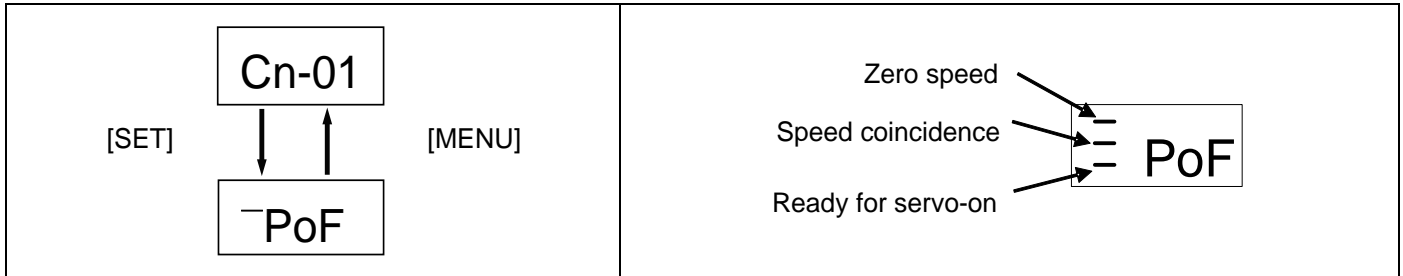 Cn-01
[SET]
[MENU]
¯PoF
Zero speed
Speed coincidence
PoF
Ready for servo-on